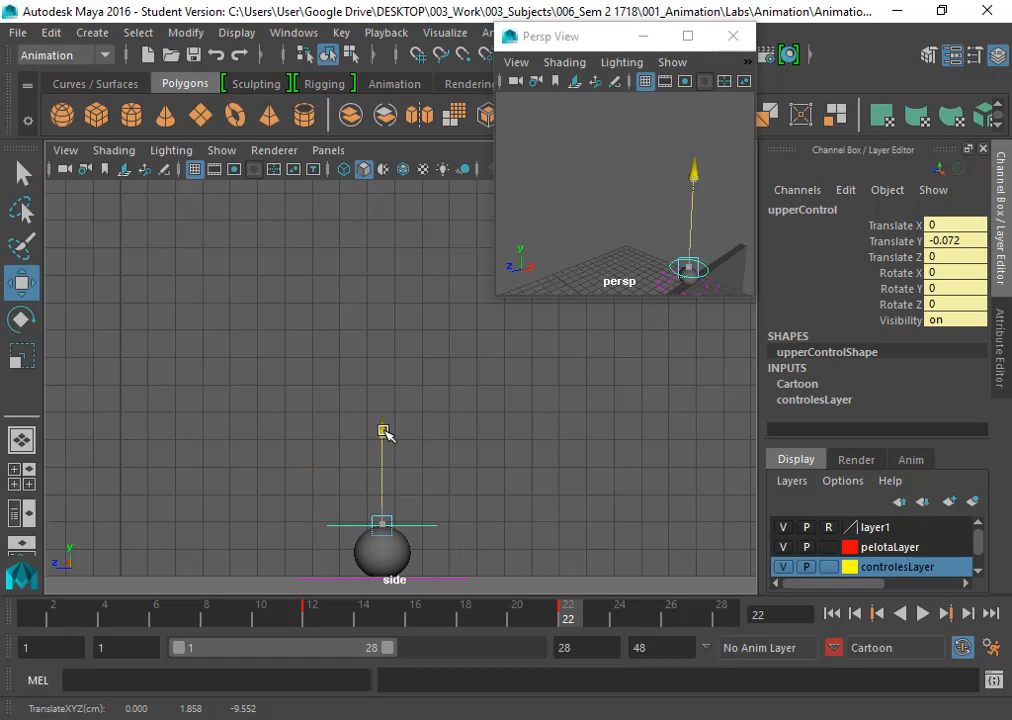 Autodesk Maya 2016 - Student Version: C:\Users\User\Google Drive\DESKTOP\003_Work\003_Subjects\006_Sem 2 1718\001_Animation\Labs\Animation\Animatio...
File Edit Create Select Modify Display Windows Key Playback Visualize
Persp View
Animation
View Shading Lighting Show
Curves / Surfaces Polygons Sculpting Rigging Animation Rendering
persp
View Shading Lighting Show Renderer Panels
side
Channel Box / Layer Editor
Channels Edit Object Show
upperControl
Translate X 0
Translate Y -0.072
Translate Z 0
Rotate X 0
Rotate Y 0
Rotate Z 0
Visibility on
SHAPES
upperControlShape
INPUTS
Cartoon
controlesLayer
Display Render Anim
Layers Options Help
V P R layer1
V P pelotaLayer
V P controlesLayer
Channel Box / Layer Editor
Attribute Editor
2 4 6 8 10 12 14 16 18 20 22 24 26 28
22
22
1 1 1 28 28 48 No Anim Layer Cartoon
MEL
TranslateXYZ(cm): 0.000 1.858 -9.552